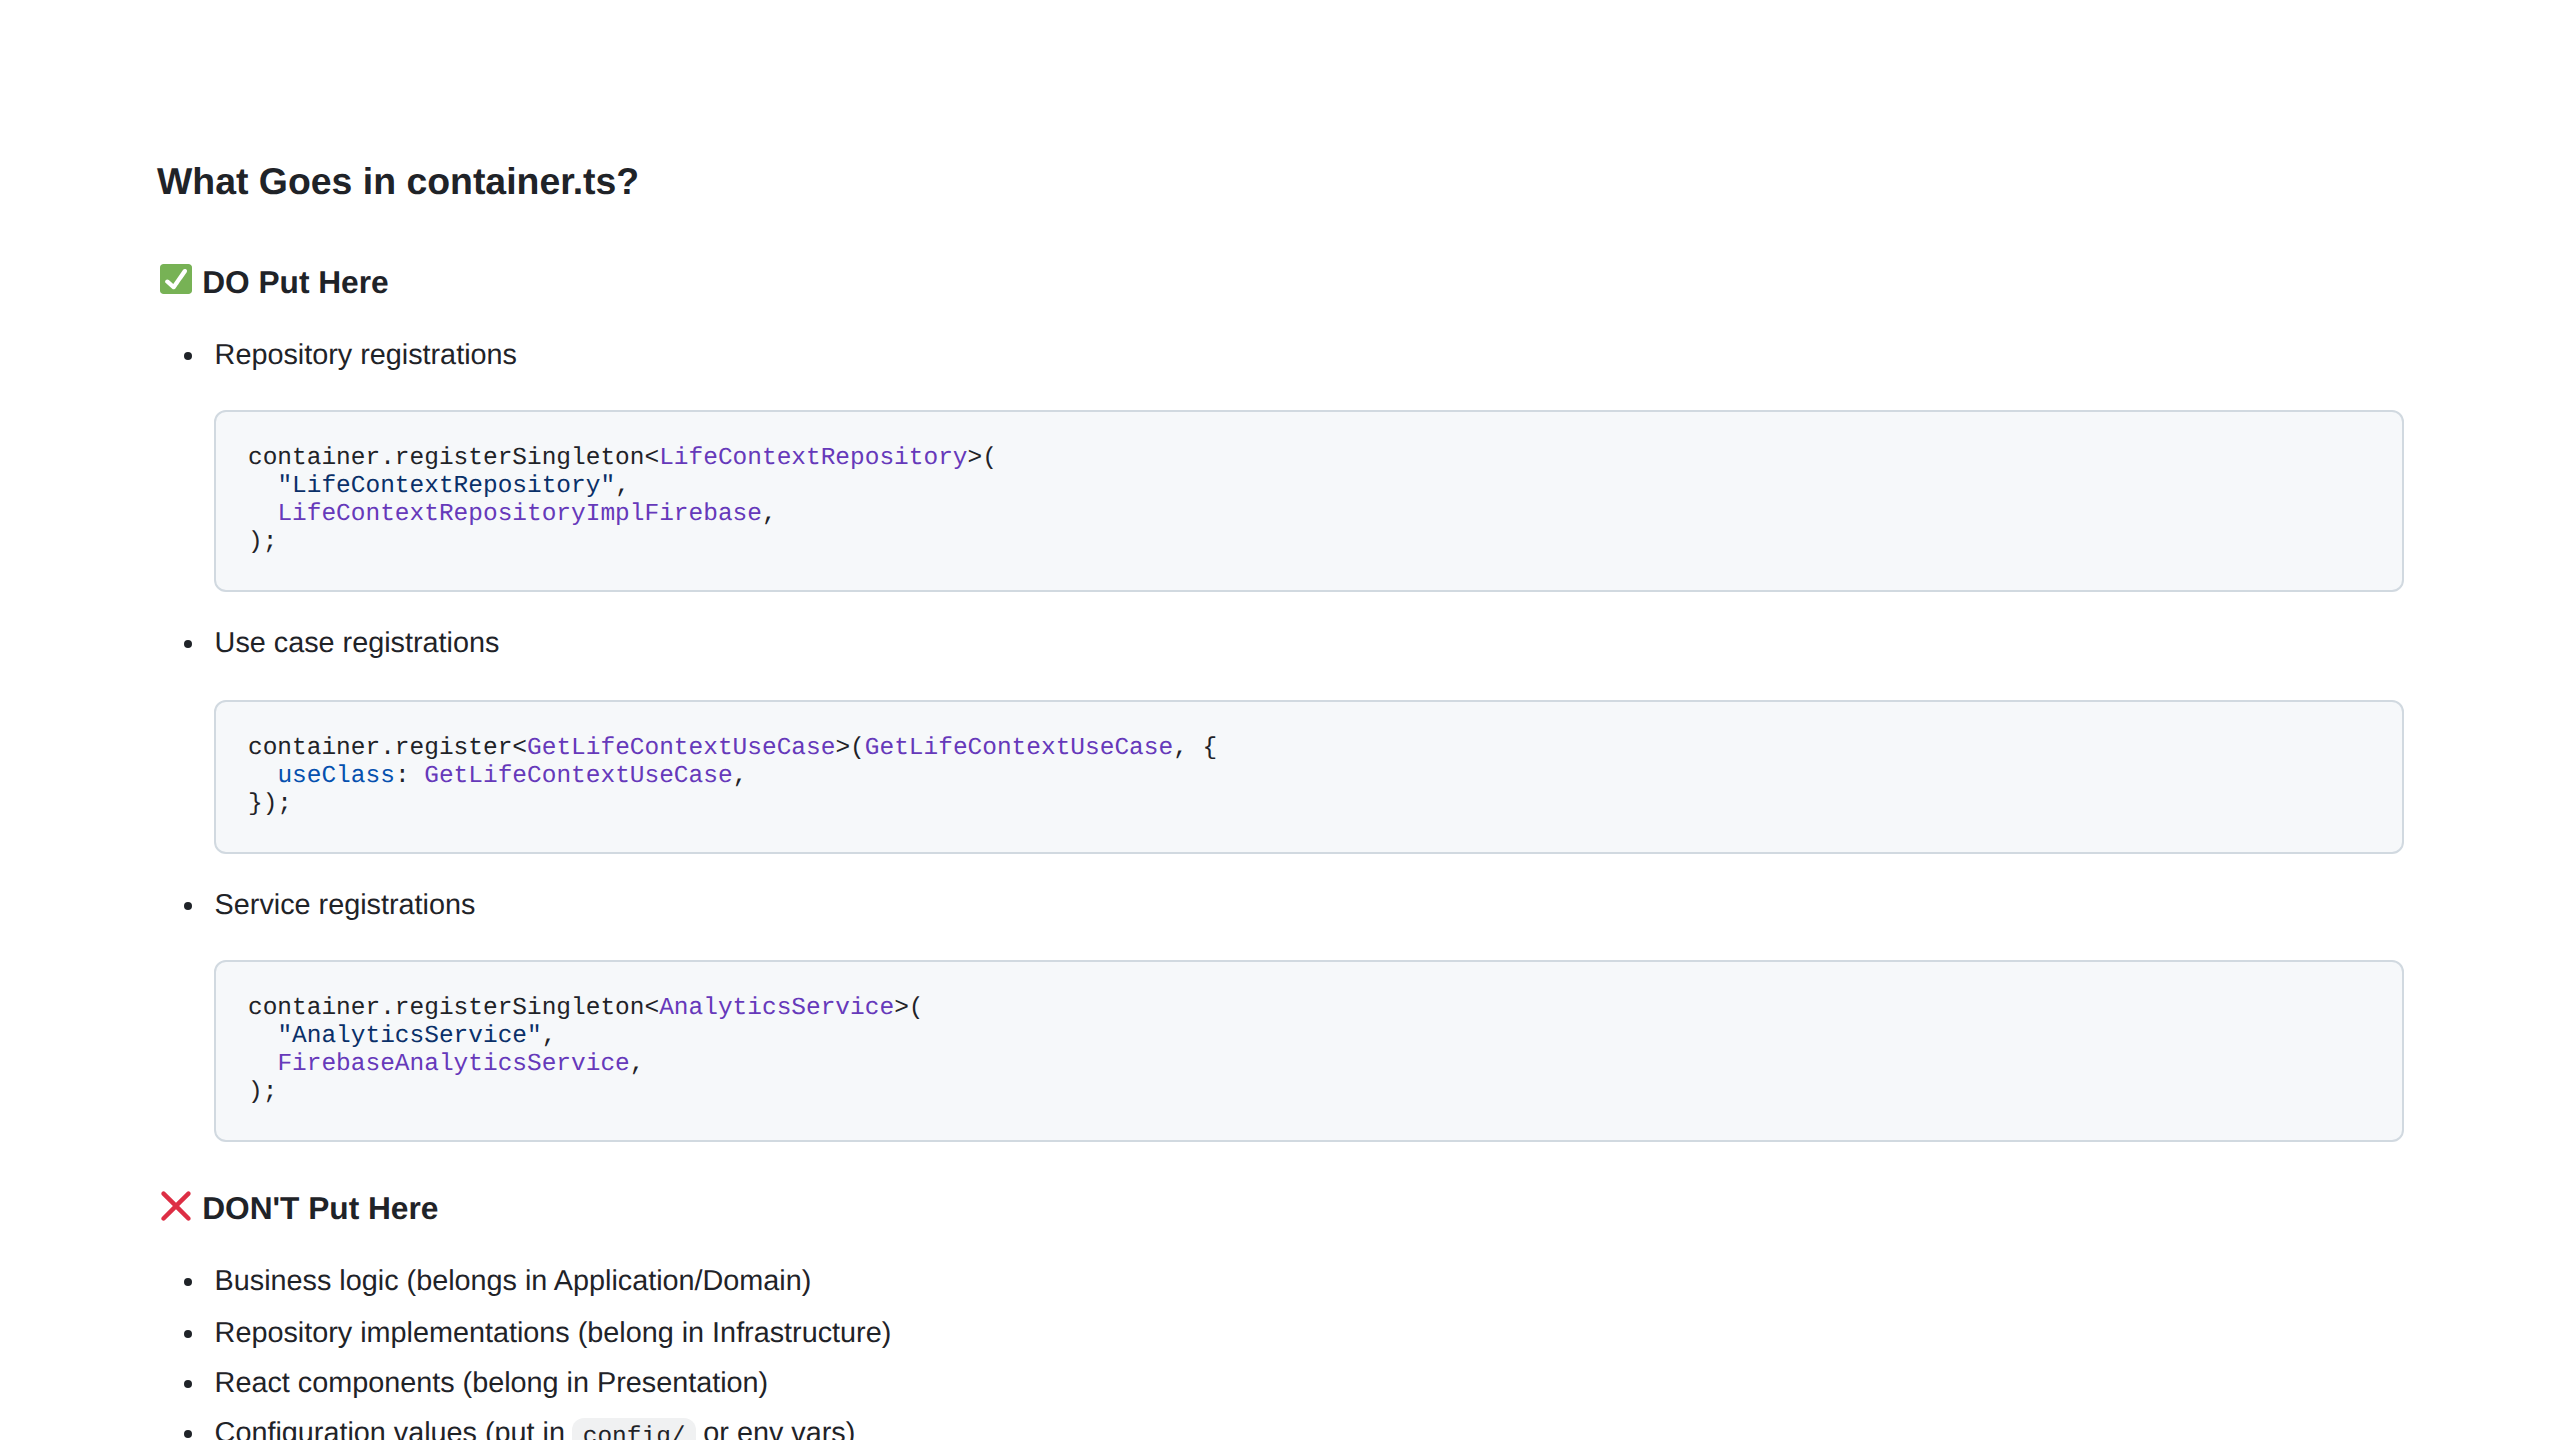 What Goes in container.ts?
✅ DO Put Here
• Repository registrations
container.registerSingleton<LifeContextRepository>(
  "LifeContextRepository",
  LifeContextRepositoryImplFirebase,
);
• Use case registrations
container.register<GetLifeContextUseCase>(GetLifeContextUseCase, {
  useClass: GetLifeContextUseCase,
});
• Service registrations
container.registerSingleton<AnalyticsService>(
  "AnalyticsService",
  FirebaseAnalyticsService,
);
❌ DON'T Put Here
• Business logic (belongs in Application/Domain)
• Repository implementations (belong in Infrastructure)
• React components (belong in Presentation)
• Configuration values (put in config/ or env vars)